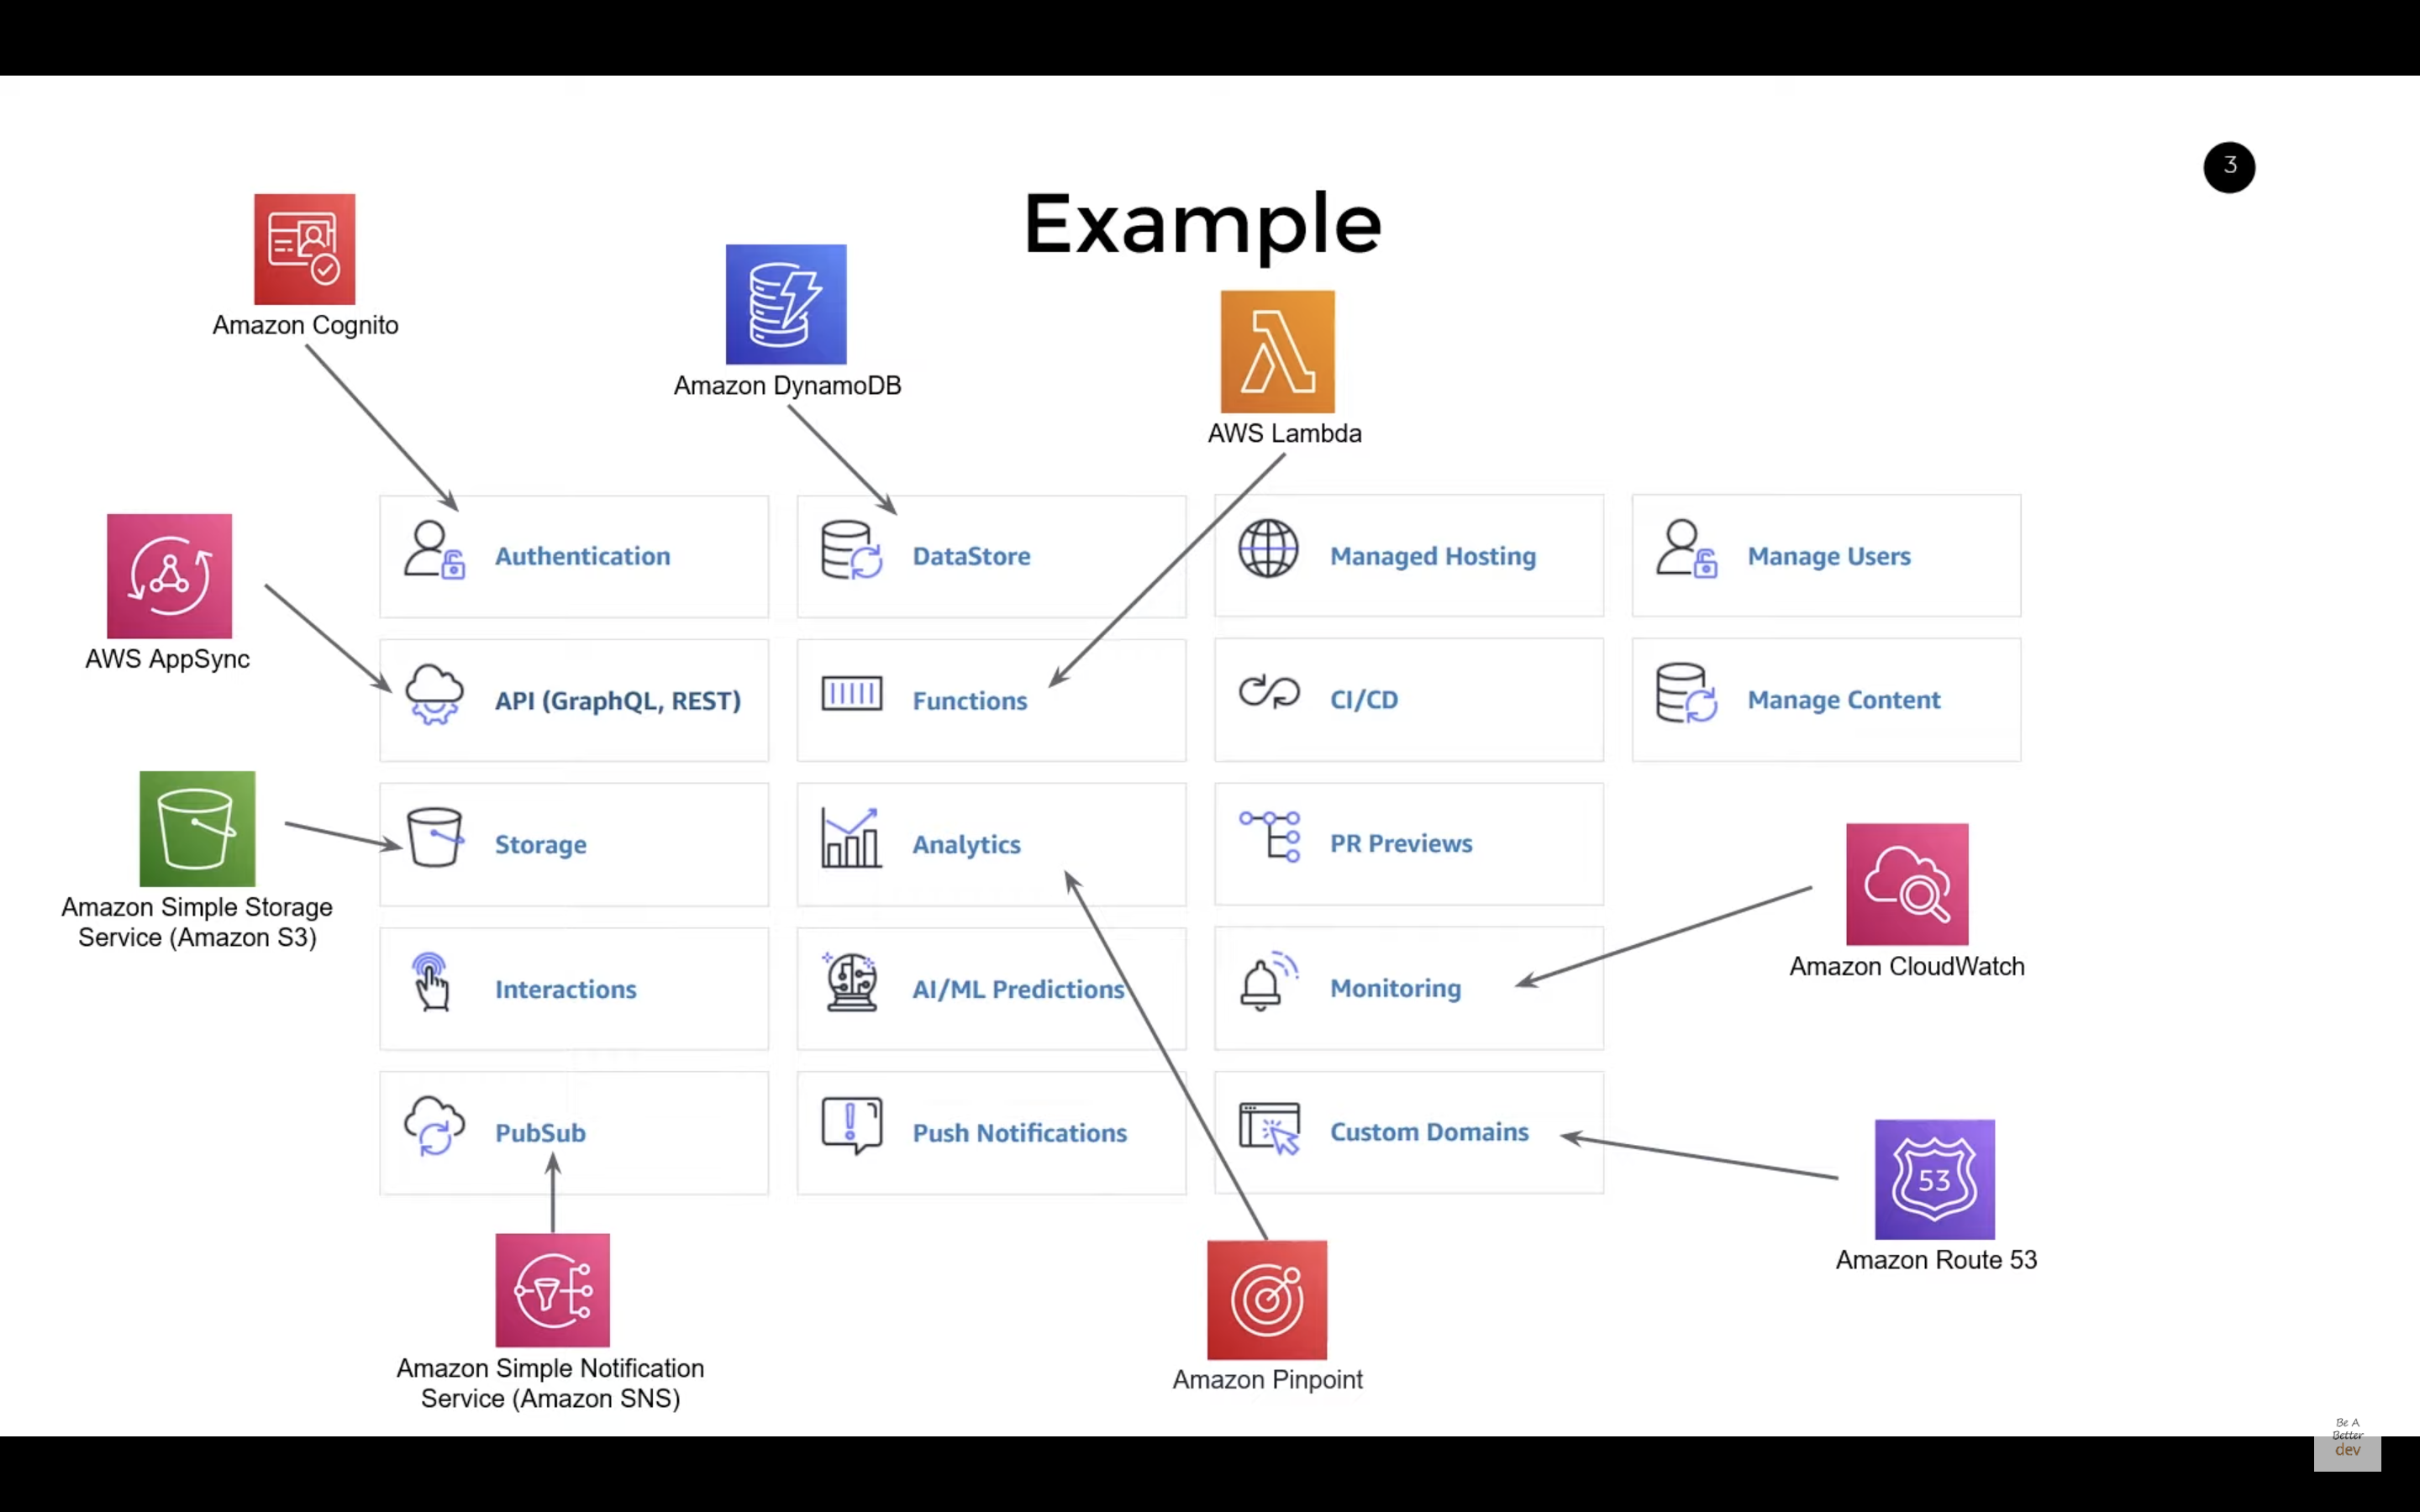 3
Example
Amazon Cognito
Amazon DynamoDB
AWS Lambda
AWS AppSync
Authentication
DataStore
Managed Hosting
Manage Users
API (GraphQL, REST)
Functions
CI/CD
Manage Content
Amazon Simple Storage
Service (Amazon S3)
Storage
Analytics
PR Previews
Interactions
AI/ML Predictions
Monitoring
Amazon CloudWatch
PubSub
Push Notifications
Custom Domains
53
Amazon Route 53
Amazon Simple Notification
Service (Amazon SNS)
Amazon Pinpoint
Be A
Better
dev